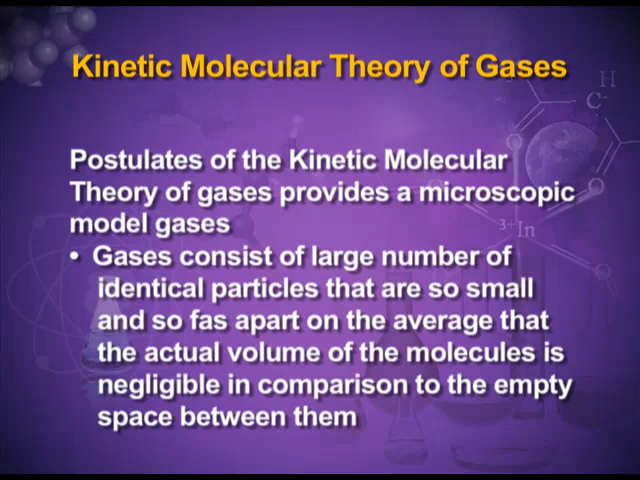 Kinetic Molecular Theory of Gases
Postulates of the Kinetic Molecular
Theory of gases provides a microscopic
model gases
• Gases consist of large number of
identical particles that are so small
and so fas apart on the average that
the actual volume of the molecules is
negligible in comparison to the empty
space between them
H
C-
3+In